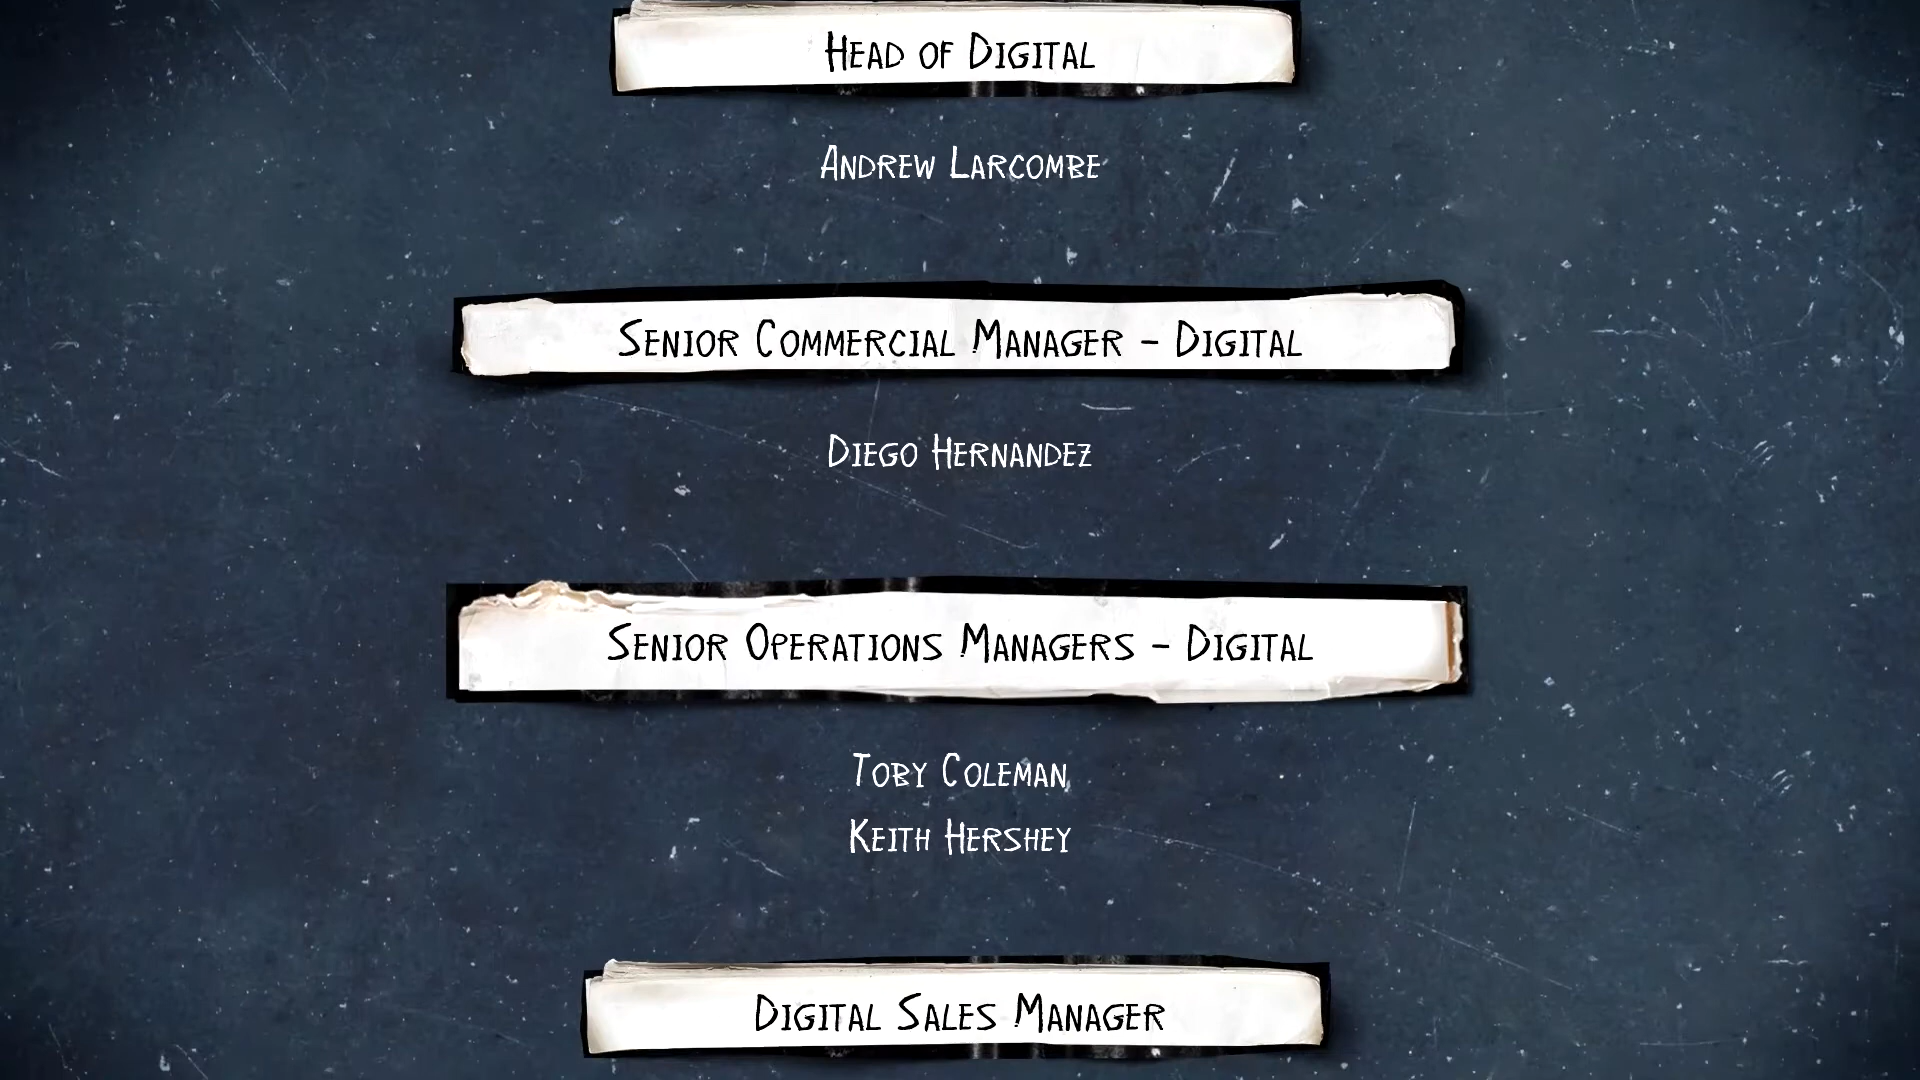 Head of Digital
Andrew Larcombe
Senior Commercial Manager - Digital
Diego Hernandez
Senior Operations Managers - Digital
Toby Coleman
Keith Hershey
Digital Sales Manager